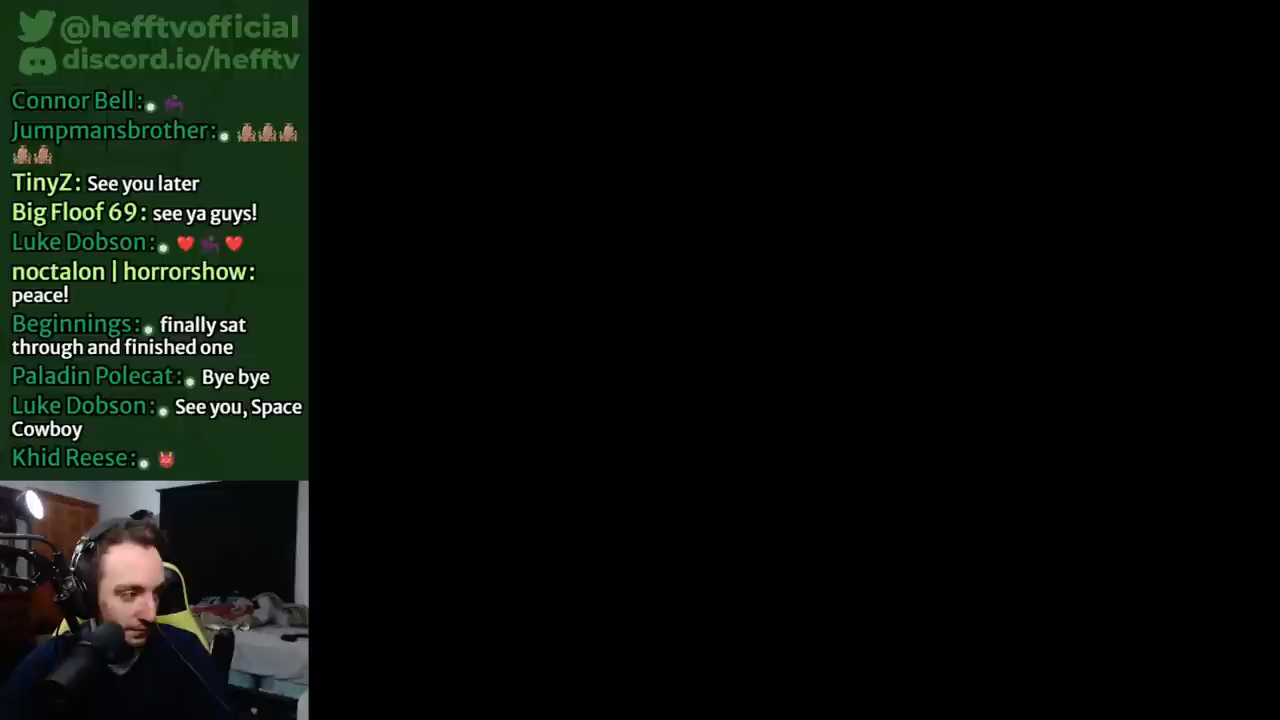 @hefftvofficial
discord.io/hefftv
Connor Bell:
Jumpmansbrother:
TinyZ: See you later
Big Floof 69: see ya guys!
Luke Dobson:
noctalon | horrorshow:
peace!
Beginnings: finally sat
through and finished one
Paladin Polecat: Bye bye
Luke Dobson: See you, Space
Cowboy
Khid Reese: